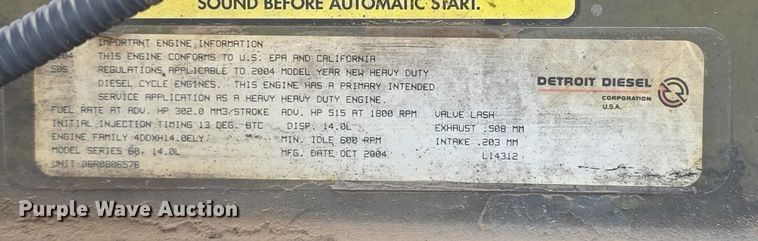 SOUND BEFORE AUTOMATIC START.
IMPORTANT ENGINE INFORMATION
THIS ENGINE CONFORMS TO U.S. EPA AND CALIFORNIA
REGULATIONS APPLICABLE TO 2004 MODEL YEAR NEW HEAVY DUTY
DIESEL CYCLE ENGINES. THIS ENGINE HAS A PRIMARY INTENDED
SERVICE APPLICATION AS A HEAVY HEAVY DUTY ENGINE.
FUEL RATE AT ADV. HP 302.0 MM3/STROKE ADV. HP 515 AT 1800 RPM VALVE LASH
INITIAL INJECTION TIMING 13 DEG. BTC DISP. 14.0L EXHAUST .508 MM
ENGINE FAMILY 4DDXH14.0ELY MIN. IDLE 600 RPM INTAKE .203 MM
MODEL SERIES 60, 14.0L MFG. DATE OCT 2004 L14312
UNIT 06R0806576
DETROIT DIESEL
CORPORATION
U.S.A.
Purple Wave Auction